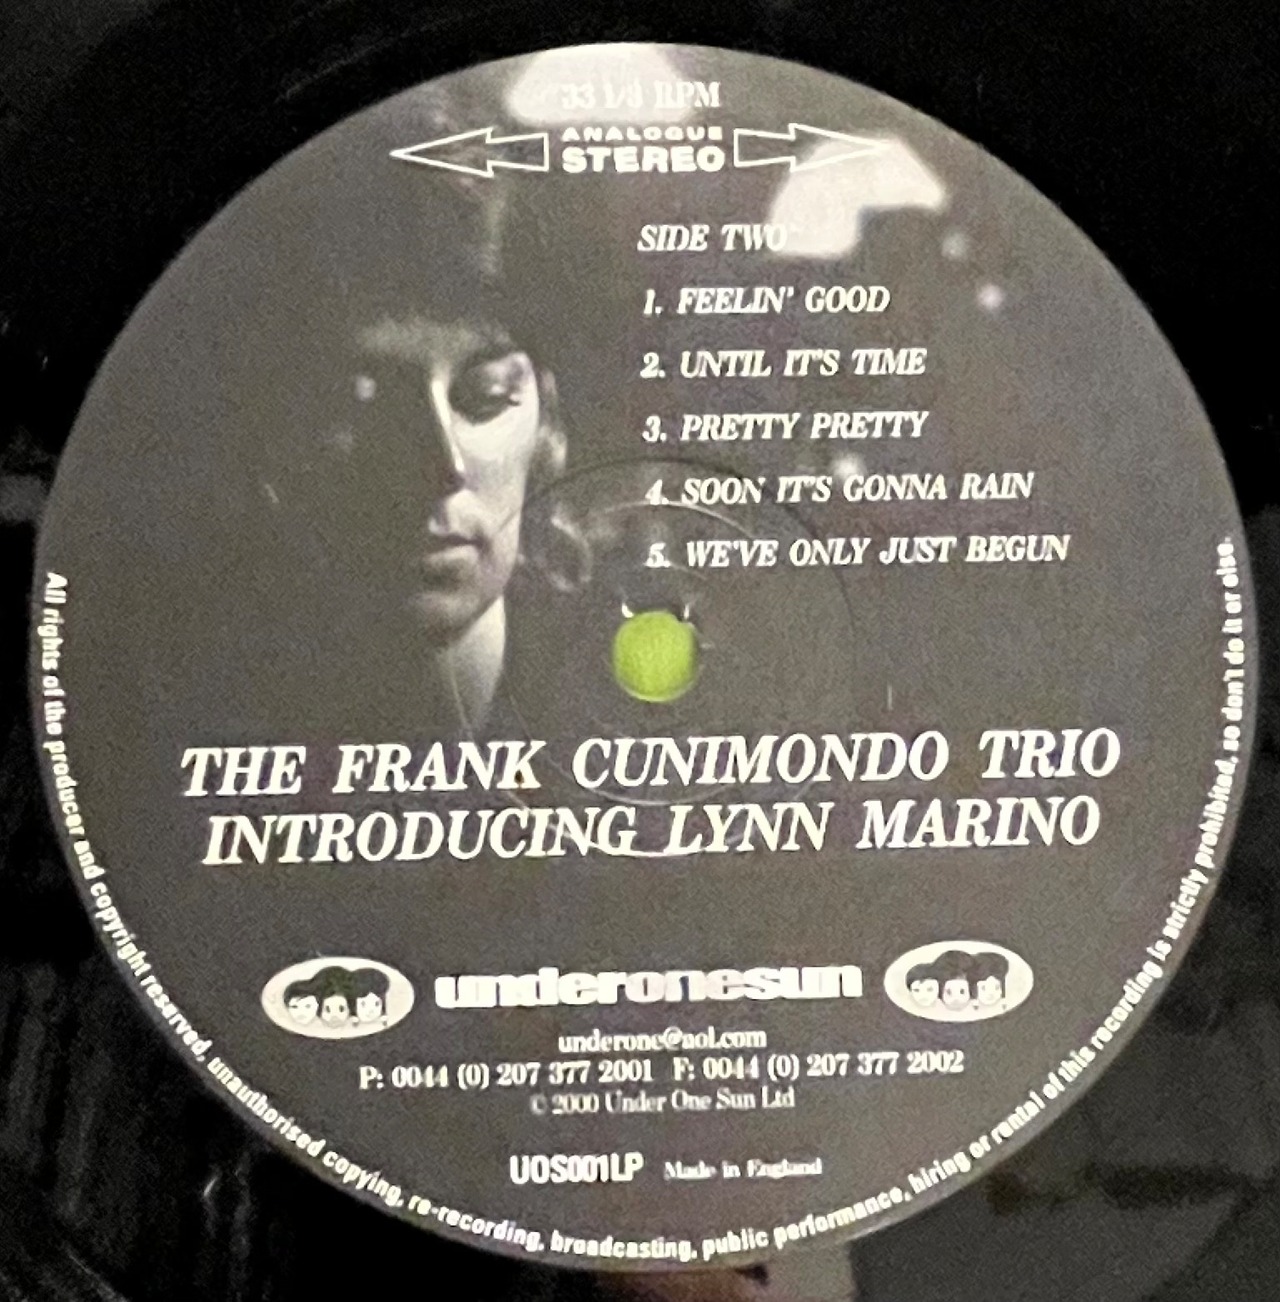 33 1/3 RPM
ANALOGUE
STEREO
SIDE TWO
1. FEELIN' GOOD
2. UNTIL IT'S TIME
3. PRETTY PRETTY
4. SOON IT'S GONNA RAIN
5. WE'VE ONLY JUST BEGUN
THE FRANK CUNIMONDO TRIO
INTRODUCING LYNN MARINO
underonesun
underone@aol.com
P: 0044 (0) 207 377 2001 F: 0044 (0) 207 377 2002
© 2000 Under One Sun Ltd
UOS001LP Made in England
All rights of the producer and copyright reserved, unauthorised copying, re-recording, broadcasting, public performance, hiring or rental of this recording is strictly prohibited, so don't do it or else.